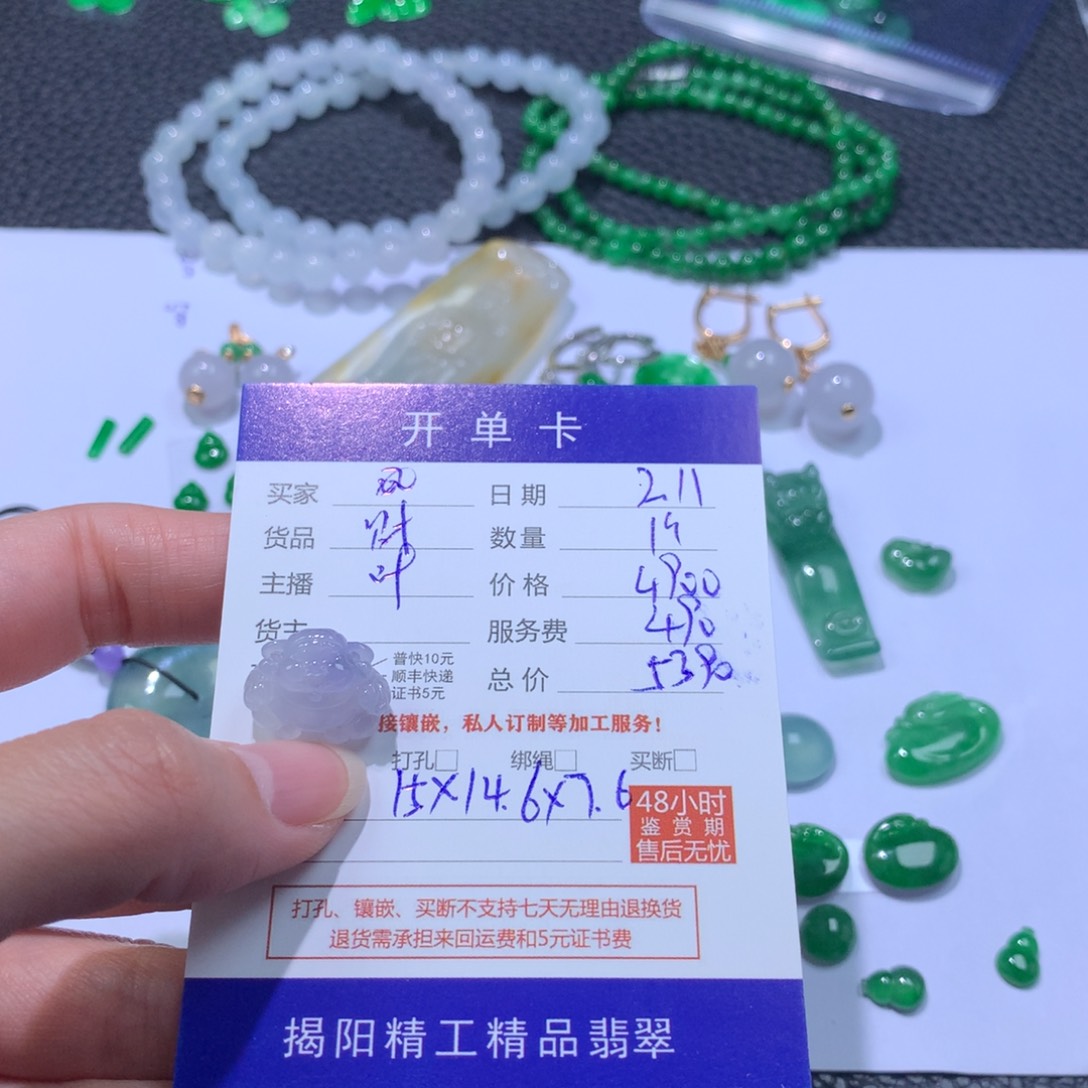 开单卡
买家 日期 2.11
货品 财 数量 1件
主播 叶 价格 4900
货主 服务费 490
普快10元
顺丰快递
证书5元
总价 5390
接镶嵌，私人订制等加工服务！
打孔□ 绑绳□ 买断□
15×14.6×7.6
48小时
鉴赏期
售后无忧
打孔、镶嵌、买断不支持七天无理由退换货
退货需承担来回运费和5元证书费
揭阳精工精品翡翠